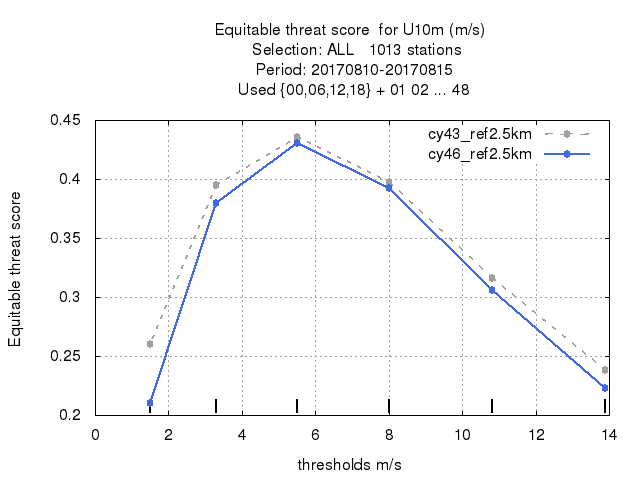 Equitable threat score for U10m (m/s)
Selection: ALL 1013 stations
Period: 20170810-20170815
Used {00,06,12,18} + 01 02 ... 48
cy43_ref2.5km
cy46_ref2.5km
Equitable threat score
0.45
0.4
0.35
0.3
0.25
0.2
0 2 4 6 8 10 12 14
thresholds m/s